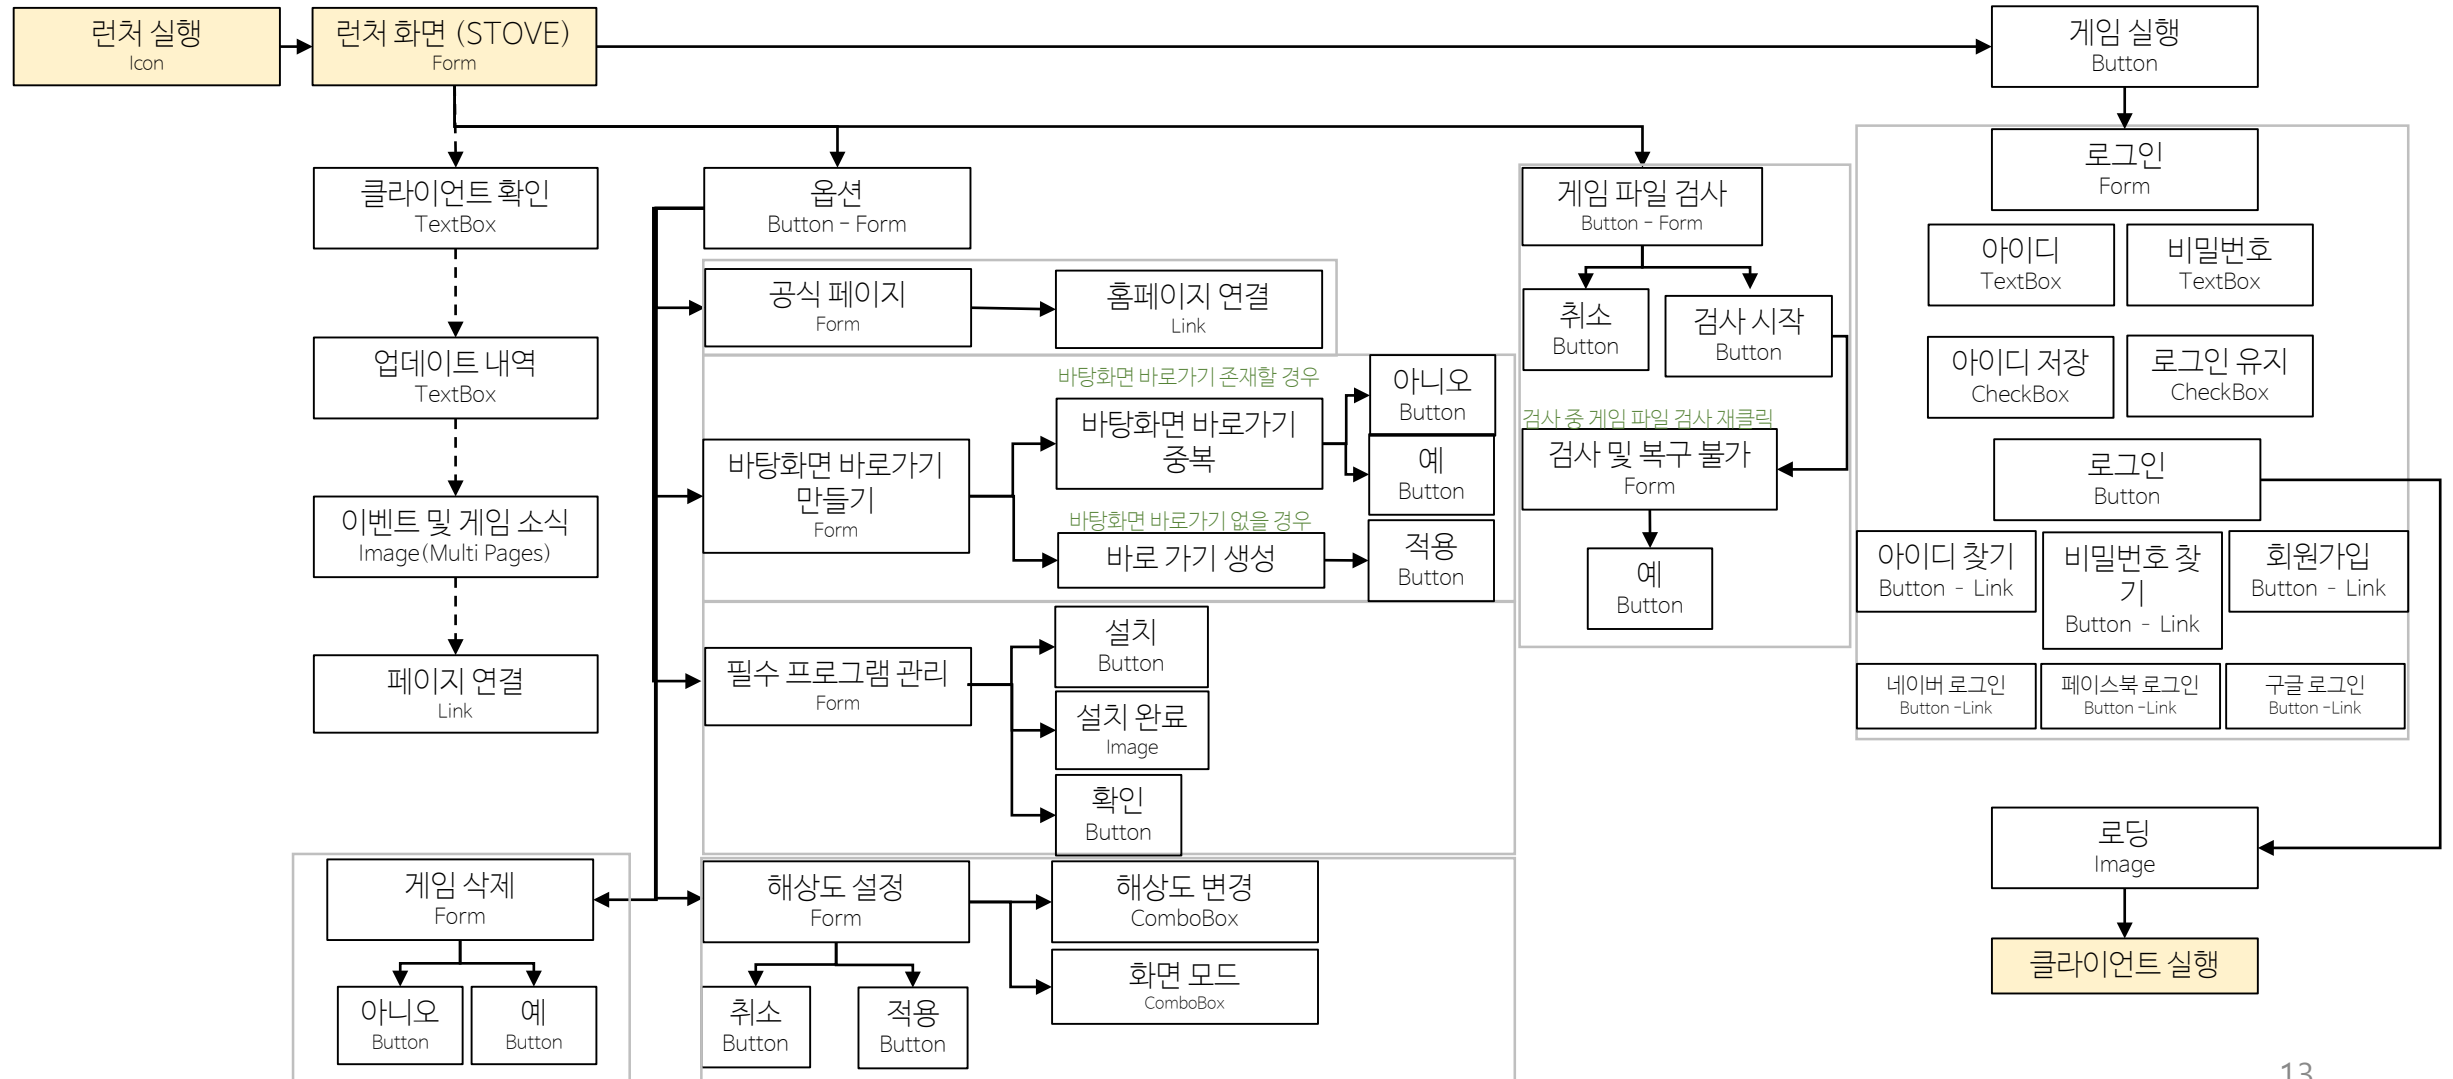 런처 실행
Icon
런처 화면 (STOVE)
Form
게임 실행
Button
클라이언트 확인
TextBox
업데이트 내역
TextBox
이벤트 및 게임 소식
Image(Multi Pages)
페이지 연결
Link
옵션
Button - Form
공식 페이지
Form
홈페이지 연결
Link
바탕화면 바로가기
만들기
Form
바탕화면 바로가기 존재할 경우
바탕화면 바로가기
중복
아니오
Button
예
Button
바탕화면 바로가기 없을 경우
바로 가기 생성
적용
Button
필수 프로그램 관리
Form
설치
Button
설치 완료
Image
확인
Button
게임 삭제
Form
아니오
Button
예
Button
해상도 설정
Form
취소
Button
적용
Button
해상도 변경
ComboBox
화면 모드
ComboBox
게임 파일 검사
Button - Form
취소
Button
검사 시작
Button
검사 중 게임 파일 검사 재클릭
검사 및 복구 불가
Form
예
Button
로그인
Form
아이디
TextBox
비밀번호
TextBox
아이디 저장
CheckBox
로그인 유지
CheckBox
로그인
Button
아이디 찾기
Button - Link
비밀번호 찾
기
Button - Link
회원가입
Button - Link
네이버 로그인
Button -Link
페이스북 로그인
Button -Link
구글 로그인
Button -Link
로딩
Image
클라이언트 실행
13